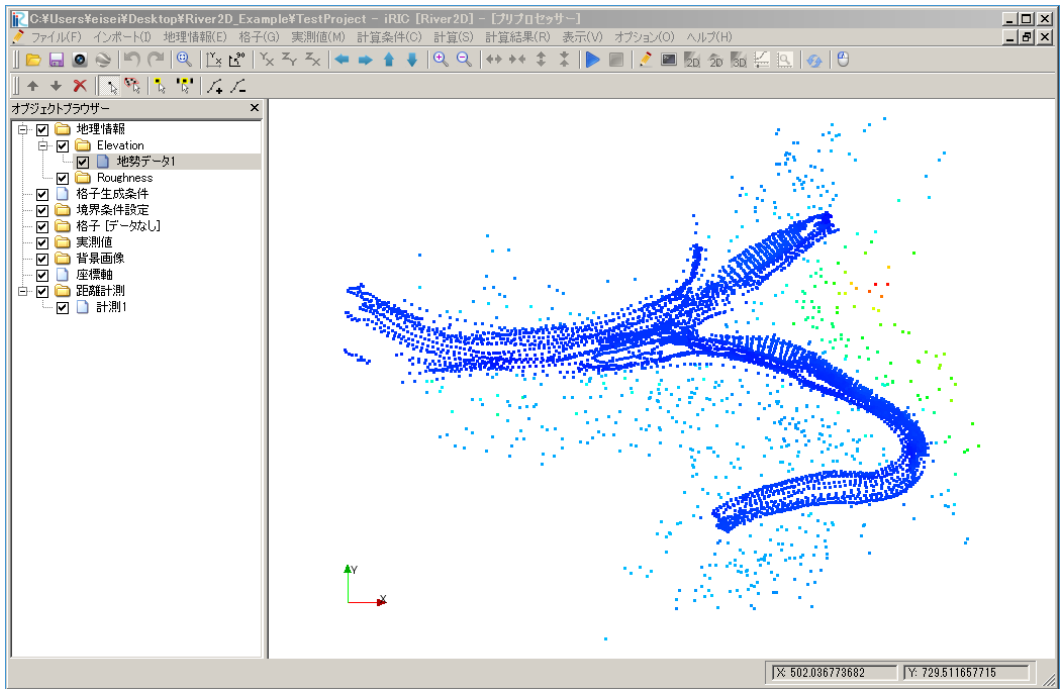 C:¥Users¥eisei¥Desktop¥River2D_Example¥TestProject - iRIC [River2D] - [プリプロセッサー]
ファイル(F) インポート(I) 地理情報(E) 格子(G) 実測値(M) 計算条件(C) 計算(S) 計算結果(R) 表示(V) オプション(O) ヘルプ(H)
オブジェクトブラウザー
地理情報
Elevation
地勢データ1
Roughness
格子生成条件
境界条件設定
格子 [データなし]
実測値
背景画像
座標軸
距離計測
計測1
Y
X
X: 502.036773682 Y: 729.511657715